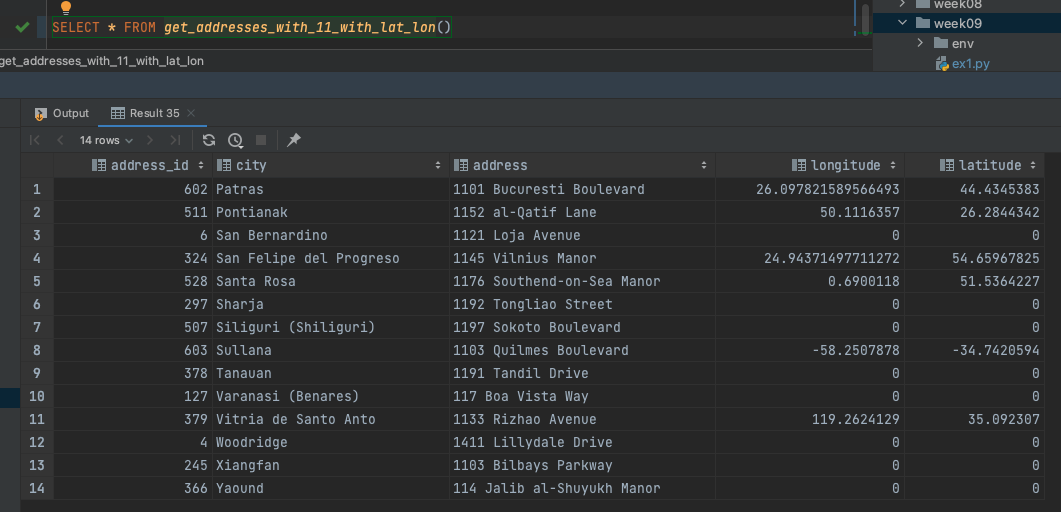 week08
SELECT * FROM get_addresses_with_11_with_lat_lon()
week09
env
get_addresses_with_11_with_lat_lon
ex1.py
Output Result 35
14 rows
address_id city address longitude latitude
1 602 Patras 1101 Bucuresti Boulevard 26.097821589566493 44.4345383
2 511 Pontianak 1152 al-Qatif Lane 50.1116357 26.2844342
3 6 San Bernardino 1121 Loja Avenue 0 0
4 324 San Felipe del Progreso 1145 Vilnius Manor 24.94371497711272 54.65967825
5 528 Santa Rosa 1176 Southend-on-Sea Manor 0.6900118 51.5364227
6 297 Sharja 1192 Tongliao Street 0 0
7 507 Siliguri (Shiliguri) 1197 Sokoto Boulevard 0 0
8 603 Sullana 1103 Quilmes Boulevard -58.2507878 -34.7420594
9 378 Tanauan 1191 Tandil Drive 0 0
10 127 Varanasi (Benares) 117 Boa Vista Way 0 0
11 379 Vitria de Santo Anto 1133 Rizhao Avenue 119.2624129 35.092307
12 4 Woodridge 1411 Lillydale Drive 0 0
13 245 Xiangfan 1103 Bilbays Parkway 0 0
14 366 Yaound 114 Jalib al-Shuyukh Manor 0 0